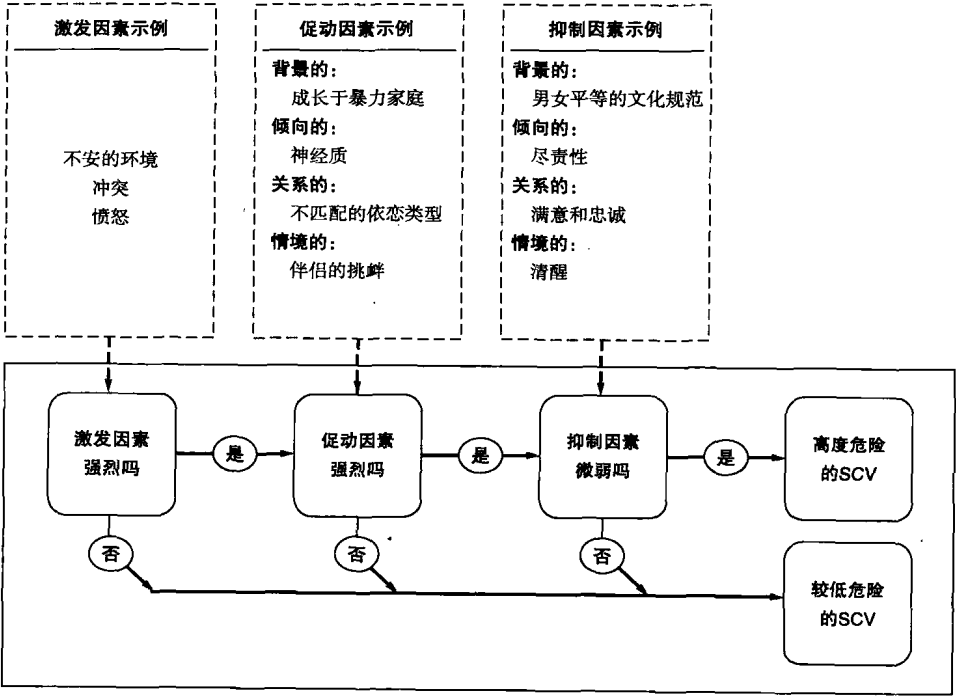 激发因素示例
不安的环境
冲突
愤怒
促动因素示例
背景的：
成长于暴力家庭
倾向的：
神经质
关系的：
不匹配的依恋类型
情境的：
伴侣的挑衅
抑制因素示例
背景的：
男女平等的文化规范
倾向的：
尽责性
关系的：
满意和忠诚
情境的：
清醒
激发因素
强烈吗
是
促动因素
强烈吗
是
抑制因素
微弱吗
是
高度危险
的SCV
否
否
否
较低危险
的SCV